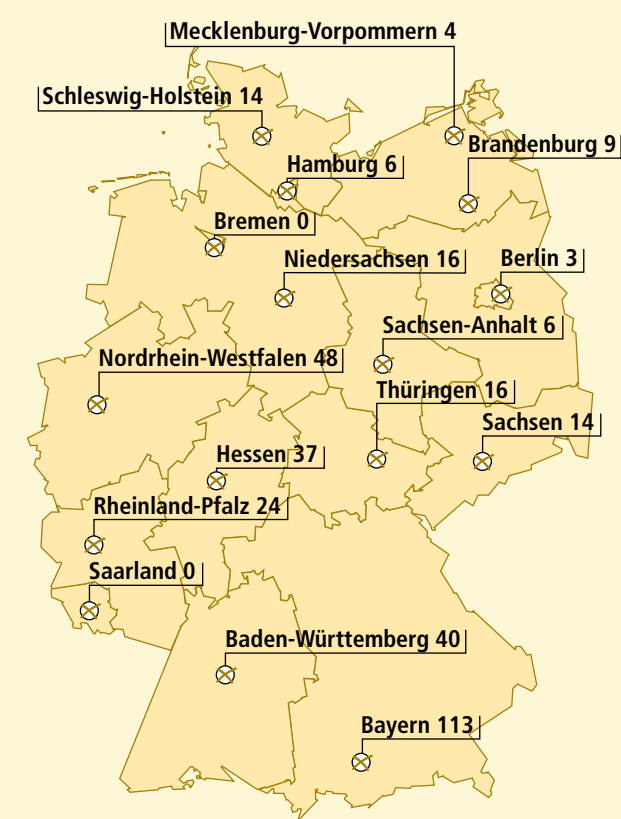 Mecklenburg-Vorpommern 4
Schleswig-Holstein 14
Brandenburg 9
Hamburg 6
Bremen 0
Niedersachsen 16
Berlin 3
Sachsen-Anhalt 6
Nordrhein-Westfalen 48
Thüringen 16
Sachsen 14
Hessen 37
Rheinland-Pfalz 24
Saarland 0
Baden-Württemberg 40
Bayern 113